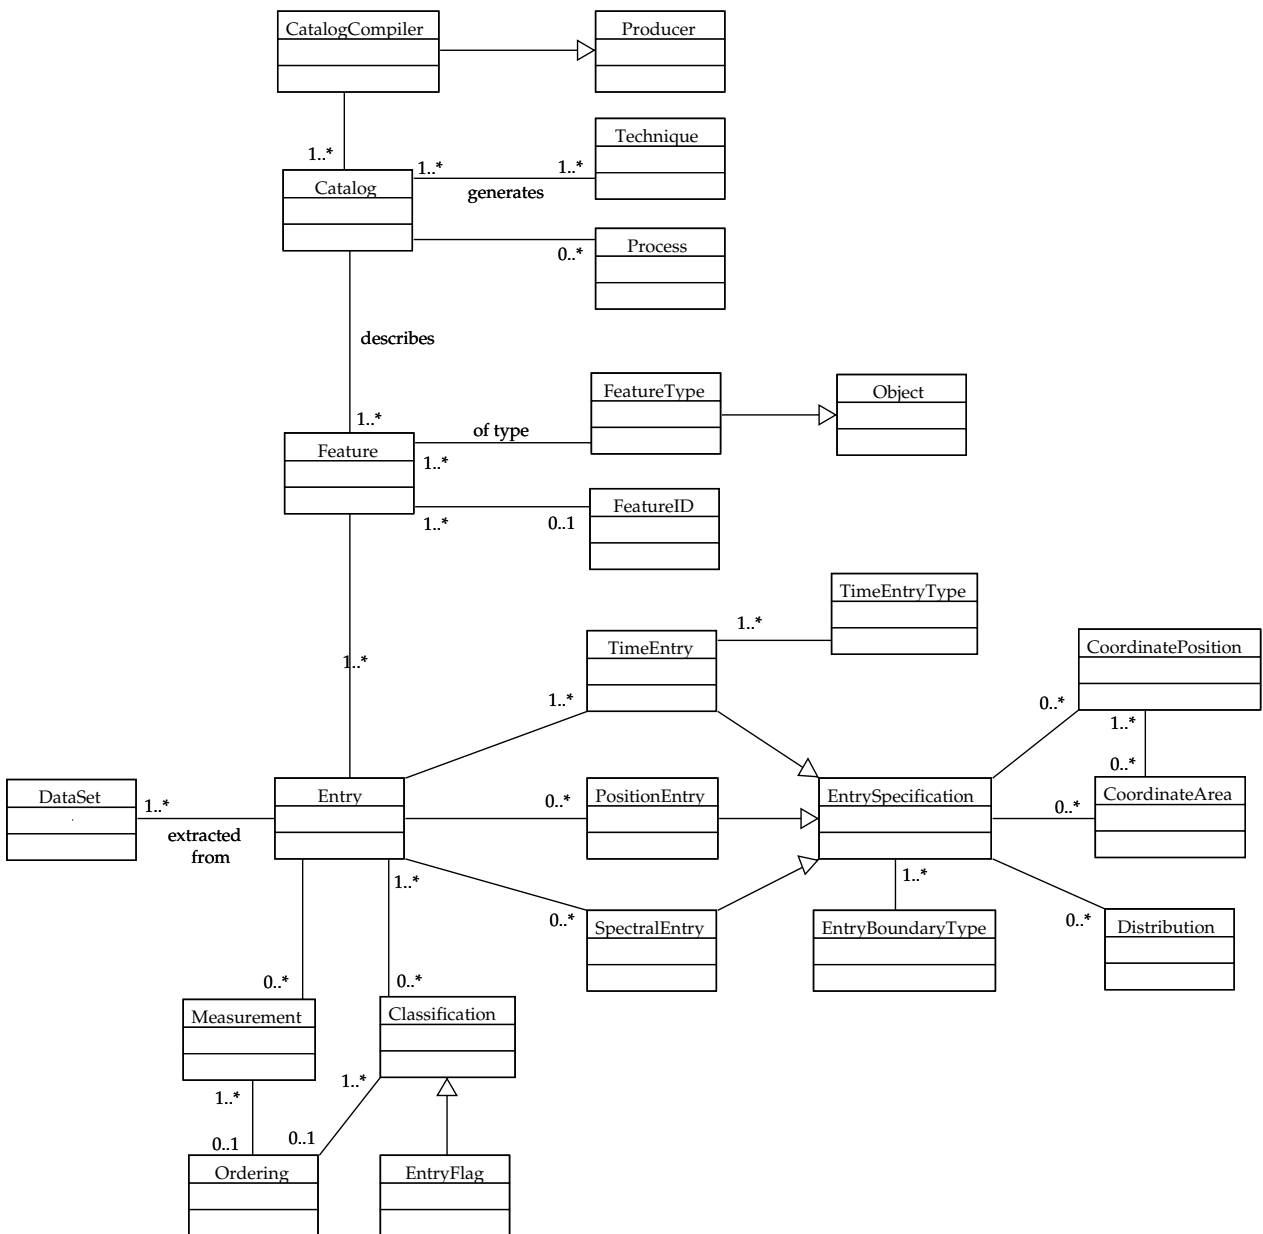 CatalogCompiler
Producer
1..*
Technique
Catalog
1..*
1..*
generates
Process
0..*
describes
1..*
FeatureType
Object
Feature
of type
1..*
FeatureID
1..*
0..1
TimeEntryType
1..*
TimeEntry
CoordinatePosition
1..*
1..*
0..*
1..*
0..*
DataSet
1..*
Entry
0..*
PositionEntry
EntrySpecification
0..*
CoordinateArea
extracted
from
1..*
1..*
0..*
SpectralEntry
EntryBoundaryType
0..*
Distribution
0..*
0..*
Measurement
Classification
1..*
1..*
0..1
0..1
Ordering
EntryFlag